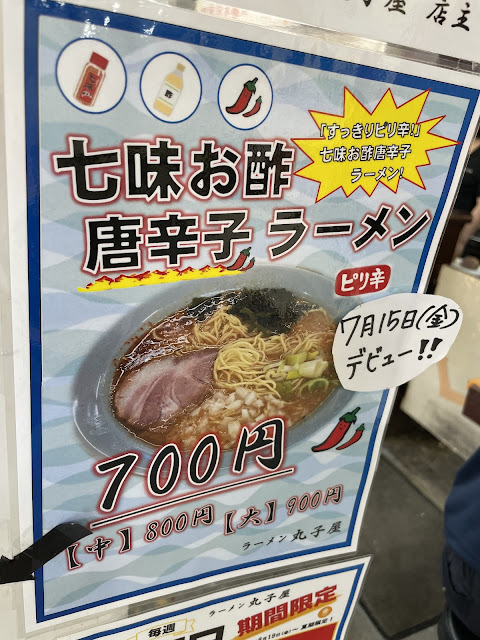 屋 店主
七味
酢
「すっきりピリ辛!」
七味お酢唐辛子
ラーメン!
七味お酢
唐辛子ラーメン
ピリ辛
7月15日(金)
デビュー!!
700円
【中】800円【大】900円
ラーメン 丸子屋
ラーメン 丸子屋
毎週
期間限定